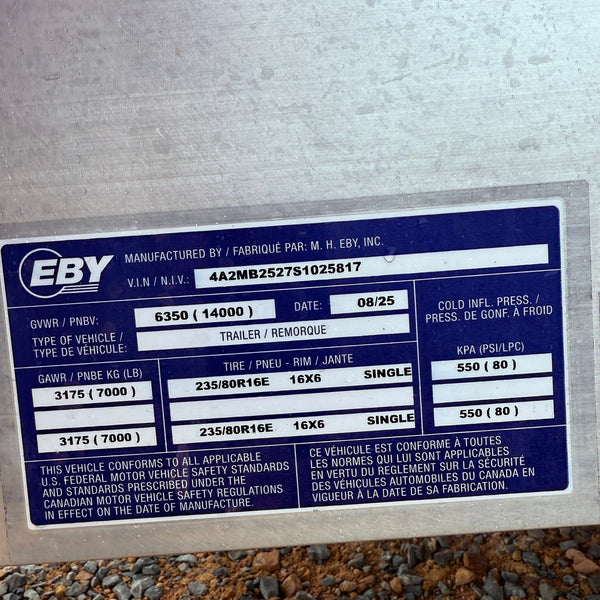 EBY
MANUFACTURED BY / FABRIQUÉ PAR: M. H. EBY, INC.
V.I.N / N.I.V.: 4A2MB2527S1025817
GVWR / PNBV: 6350 ( 14000 ) DATE: 08/25
TYPE OF VEHICLE / TRAILER / REMORQUE
TYPE DE VÉHICULE:
COLD INFL. PRESS. /
PRESS. DE GONF. À FROID
GAWR / PNBE KG (LB) TIRE / PNEU - RIM / JANTE KPA (PSI/LPC)
3175 ( 7000 ) 235/80R16E 16X6 SINGLE 550 ( 80 )
3175 ( 7000 ) 235/80R16E 16X6 SINGLE 550 ( 80 )
THIS VEHICLE CONFORMS TO ALL APPLICABLE
U.S. FEDERAL MOTOR VEHICLE SAFETY STANDARDS
AND STANDARDS PRESCRIBED UNDER THE
CANADIAN MOTOR VEHICLE SAFETY REGULATIONS
IN EFFECT ON THE DATE OF MANUFACTURE.
CE VÉHICULE EST CONFORME À TOUTES
LES NORMES QUI LUI SONT APPLICABLES
EN VERTU DU REGLEMENT SUR LA SÉCURITÉ
DES VÉHICULES AUTOMOBILES DU CANADA EN
VIGUEUR À LA DATE DE SA FABRICATION.